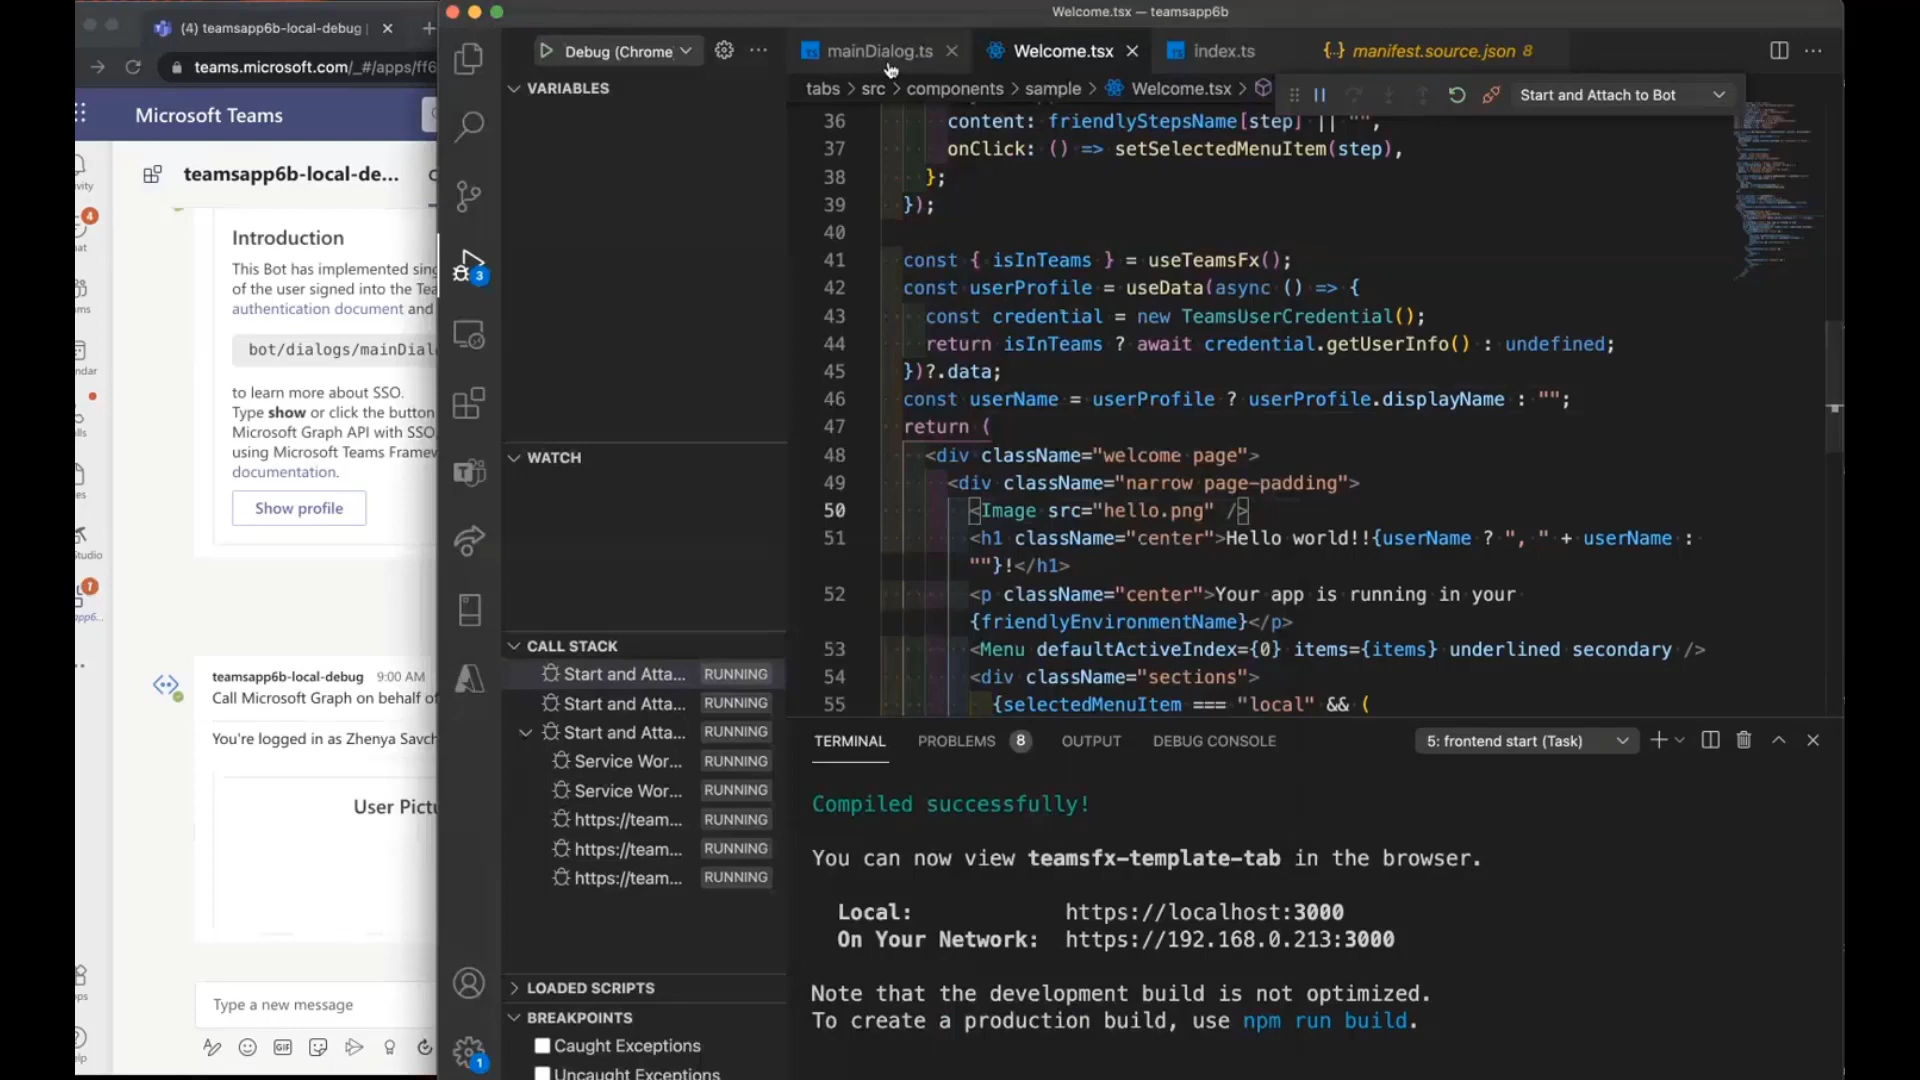 Welcome.tsx — teamsapp6b
(4) teamsapp6b-local-debug |
teams.microsoft.com/_#/apps/ff6
Microsoft Teams
teamsapp6b-local-de...
Introduction
This Bot has implemented sing
of the user signed into the Tea
authentication document and
bot/dialogs/mainDial
to learn more about SSO.
Type show or click the button
Microsoft Graph API with SSO
using Microsoft Teams Framew
documentation.
Show profile
teamsapp6b-local-debug 9:00 AM
Call Microsoft Graph on behalf of
You're logged in as Zhenya Savch
User Pictu
Type a new message
4
1
Debug (Chrome
VARIABLES
WATCH
CALL STACK
Start and Atta... RUNNING
Start and Atta... RUNNING
Start and Atta... RUNNING
Service Wor... RUNNING
Service Wor... RUNNING
https://team... RUNNING
https://team... RUNNING
https://team... RUNNING
LOADED SCRIPTS
BREAKPOINTS
Caught Exceptions
Uncaught Exceptions
3
1
mainDialog.ts Welcome.tsx index.ts {..} manifest.source.json 8
tabs > src > components > sample > Welcome.tsx >
Start and Attach to Bot
36 content: friendlyStepsName[step] || "",
37 onClick: () => setSelectedMenuItem(step),
38 };
39 });
40
41 const { isInTeams } = useTeamsFx();
42 const userProfile = useData(async () => {
43 const credential = new TeamsUserCredential();
44 return isInTeams ? await credential.getUserInfo() : undefined;
45 })?.data;
46 const userName = userProfile ? userProfile.displayName : "";
47 return (
48 <div className="welcome page">
49 <div className="narrow page-padding">
50 <Image src="hello.png" />
51 <h1 className="center">Hello world!!{userName ? ", " + userName :
""}!</h1>
52 <p className="center">Your app is running in your
{friendlyEnvironmentName}</p>
53 <Menu defaultActiveIndex={0} items={items} underlined secondary />
54 <div className="sections">
55 {selectedMenuItem === "local" && (
TERMINAL PROBLEMS 8 OUTPUT DEBUG CONSOLE 5: frontend start (Task)
Compiled successfully!
You can now view teamsfx-template-tab in the browser.
Local: https://localhost:3000
On Your Network: https://192.168.0.213:3000
Note that the development build is not optimized.
To create a production build, use npm run build.